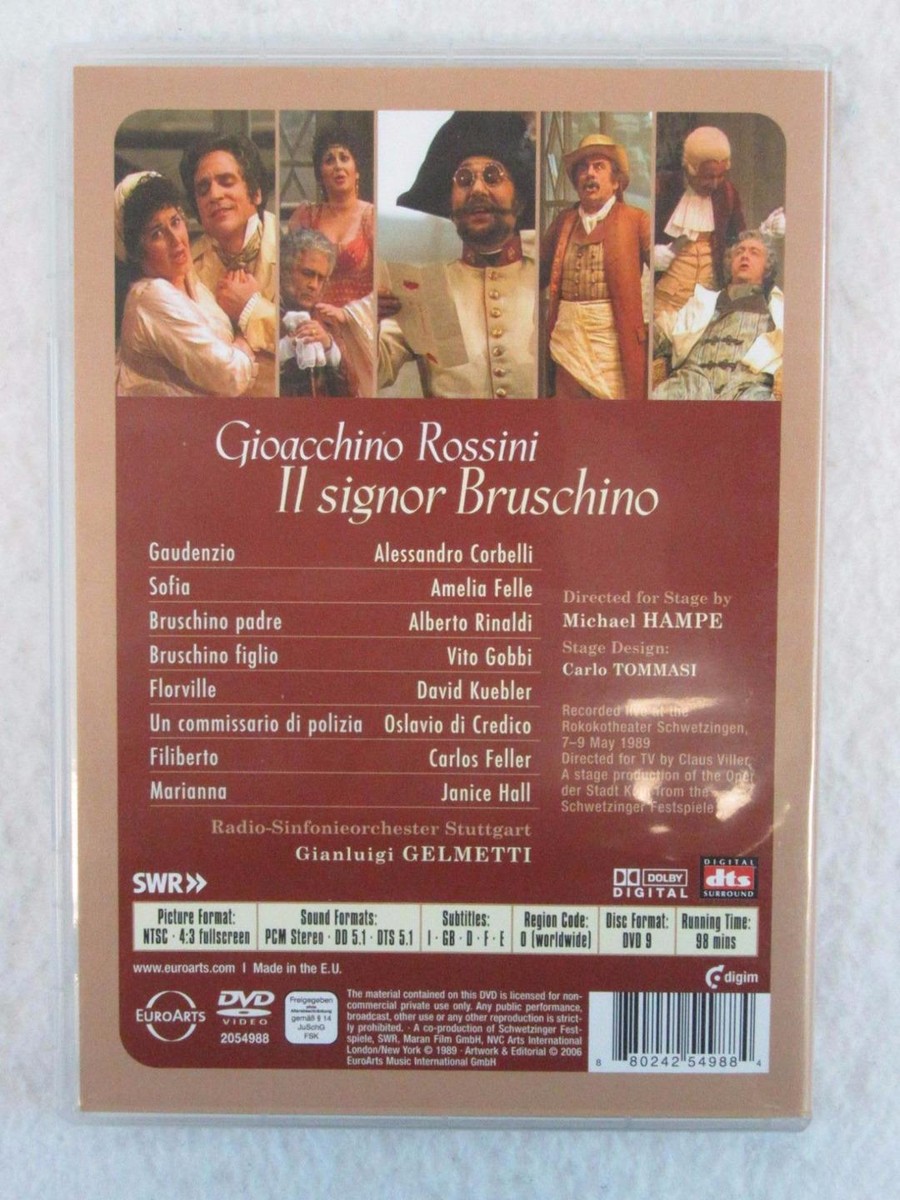 Gioacchino Rossini
Il signor Bruschino
Gaudenzio Alessandro Corbelli
Sofia Amelia Felle
Bruschino padre Alberto Rinaldi
Bruschino figlio Vito Gobbi
Florville David Kuebler
Un commissario di polizia Oslavio di Credico
Filiberto Carlos Feller
Marianna Janice Hall
Radio-Sinfonieorchester Stuttgart
Gianluigi GELMETTI
Directed for Stage by
Michael HAMPE
Stage Design:
Carlo TOMMASI
Recorded live at the
Rokokotheater Schwetzingen,
7–9 May 1989
Directed for TV by Claus Viller
A stage production of the Oper
der Stadt Köln from the
Schwetzinger Festspiele
SWR
DOLBY
DIGITAL
DIGITAL
dts
SURROUND
Picture Format:
NTSC · 4:3 fullscreen
Sound Formats:
PCM Stereo · DD 5.1 · DTS 5.1
Subtitles:
I · GB · D · F · E
Region Code:
0 (worldwide)
Disc Format:
DVD 9
Running Time:
98 mins
www.euroarts.com I Made in the E.U.
digim
EUROARTS
DVD
VIDEO
2054988
Freigegeben
gemäß § 14
JuSchG
FSK
The material contained on this DVD is licensed for non-
commercial private use only. Any public performance,
broadcast, other use or any other reproduction is strict-
ly prohibited. · A co-production of Schwetzinger Fest-
spiele, SWR, Maran Film GmbH, NVC Arts International
London/New York © 1989 · Artwork & Editorial © 2006
EuroArts Music International GmbH
8 80242 54988 4